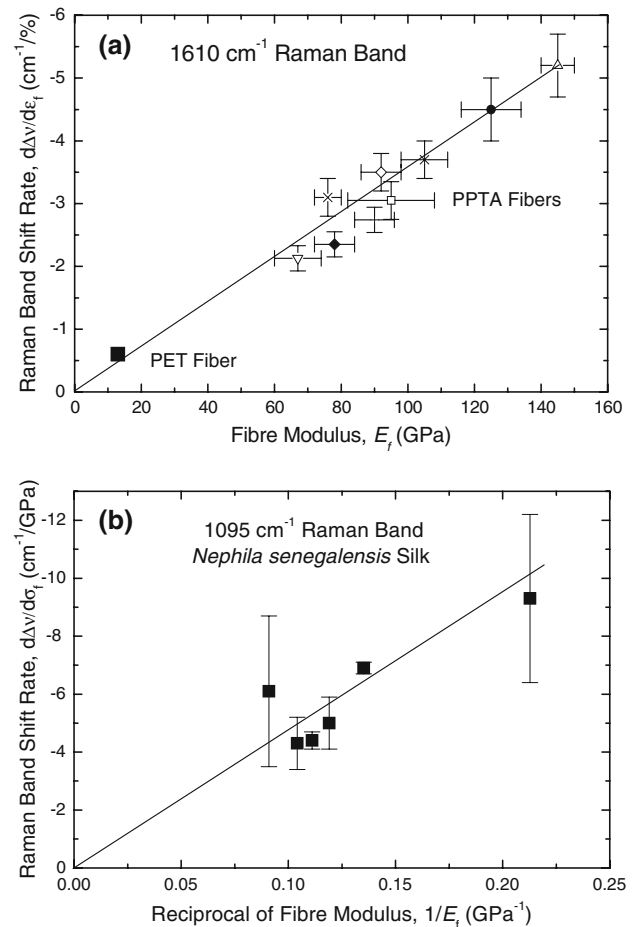 (a)
1610 cm⁻¹ Raman Band
Raman Band Shift Rate, dΔν/dε_f (cm⁻¹/%)
-6
-5
-4
-3
-2
-1
0
PPTA Fibers
PET Fiber
0 20 40 60 80 100 120 140 160
Fibre Modulus, E_f (GPa)
(b)
1095 cm⁻¹ Raman Band
Nephila senegalensis Silk
Raman Band Shift Rate, dΔν/dσ_f (cm⁻¹/GPa)
-12
-10
-8
-6
-4
-2
0
0.00 0.05 0.10 0.15 0.20 0.25
Reciprocal of Fibre Modulus, 1/E_f (GPa⁻¹)